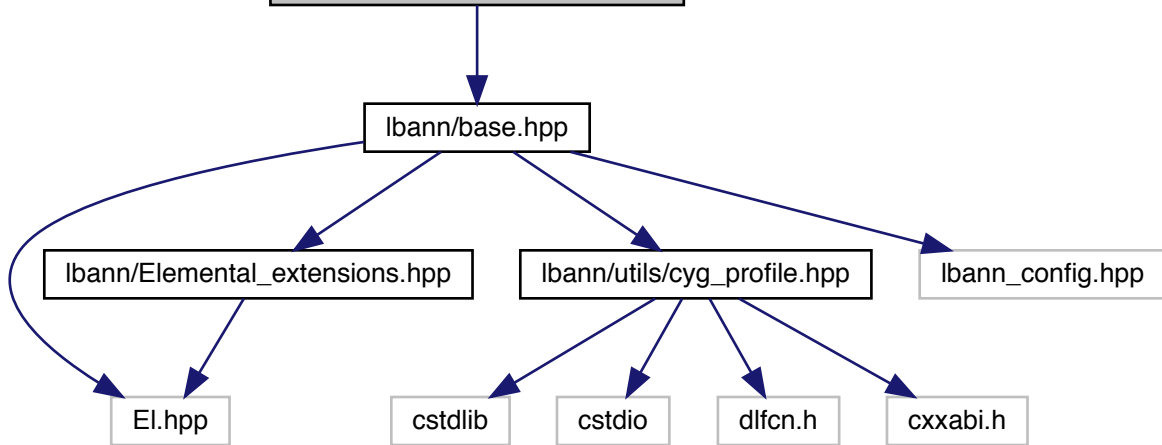 lbann/base.hpp
lbann/Elemental_extensions.hpp
lbann/utils/cyg_profile.hpp
lbann_config.hpp
El.hpp
cstdlib
cstdio
dlfcn.h
cxxabi.h